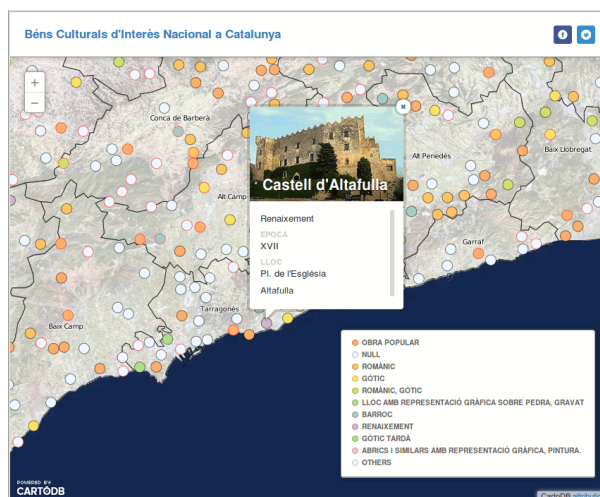 Béns Culturals d'Interès Nacional a Catalunya
+
−
Conca de Barberà
Alt Penedès
Baix Llobregat
Alt Camp
Garraf
Tarragonès
Baix Camp
×
Castell d'Altafulla
Renaixement
EPOCA
XVII
LLOC
Pl. de l'Església
Altafulla
OBRA POPULAR
NULL
ROMÀNIC
GÒTIC
ROMÀNIC, GÒTIC
LLOC AMB REPRESENTACIÓ GRÀFICA SOBRE PEDRA, GRAVAT
BARROC
RENAIXEMENT
GÒTIC TARDÀ
ABRICS I SIMILARS AMB REPRESENTACIÓ GRÀFICA, PINTURA.
OTHERS
POWERED BY
CARTODB
CartoDB